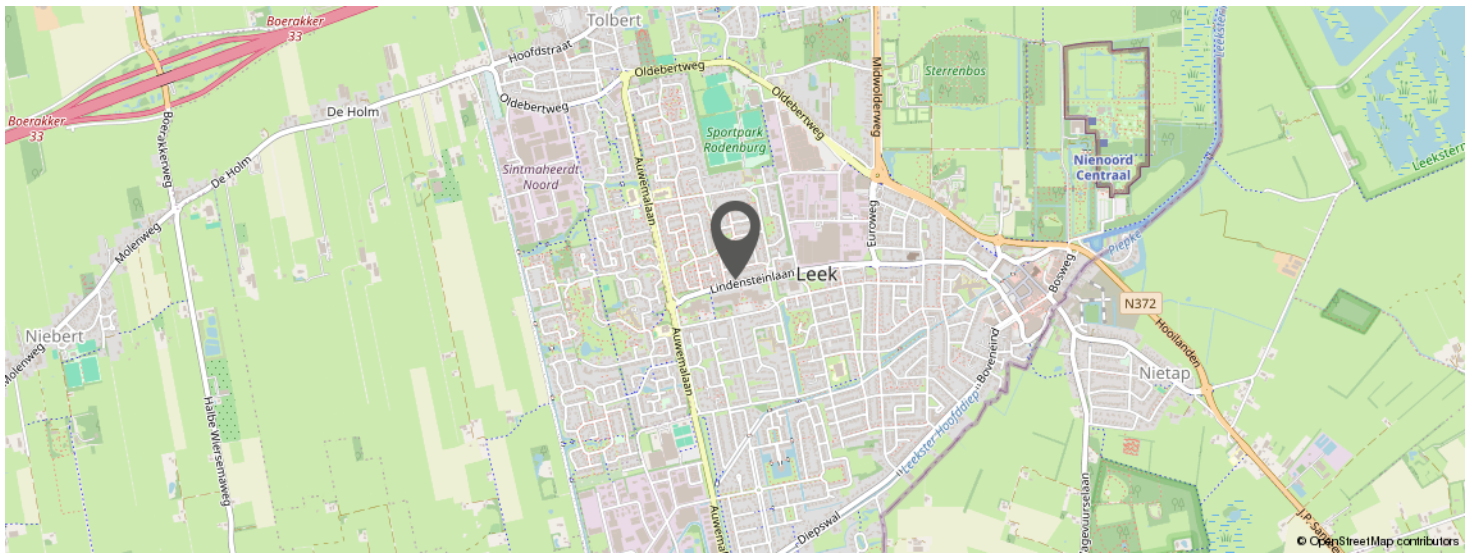 Tolbert
Boerakker
33
Hoofdstraat
Oldebertweg
Midwolderweg
Sterrenbos
Oldebertweg
Oldebertweg
De Holm
Boerakker
33
Boerakkerweg
Sportpark
Rodenburg
Nienoord
Centraal
Sintmaheerdt
Noord
De Holm
Auwemalaan
Molenweg
Euroweg
Piepke
Bosweg
Lindensteinlaan
Leek
N372
Niebert
Molenweg
Auwemalaan
Hooilanden
Boveneind
Nietap
Halbe Wiersemaweg
Leekster Hoofddiep
Auwemalaan
Diepswal
© OpenStreetMap contributors